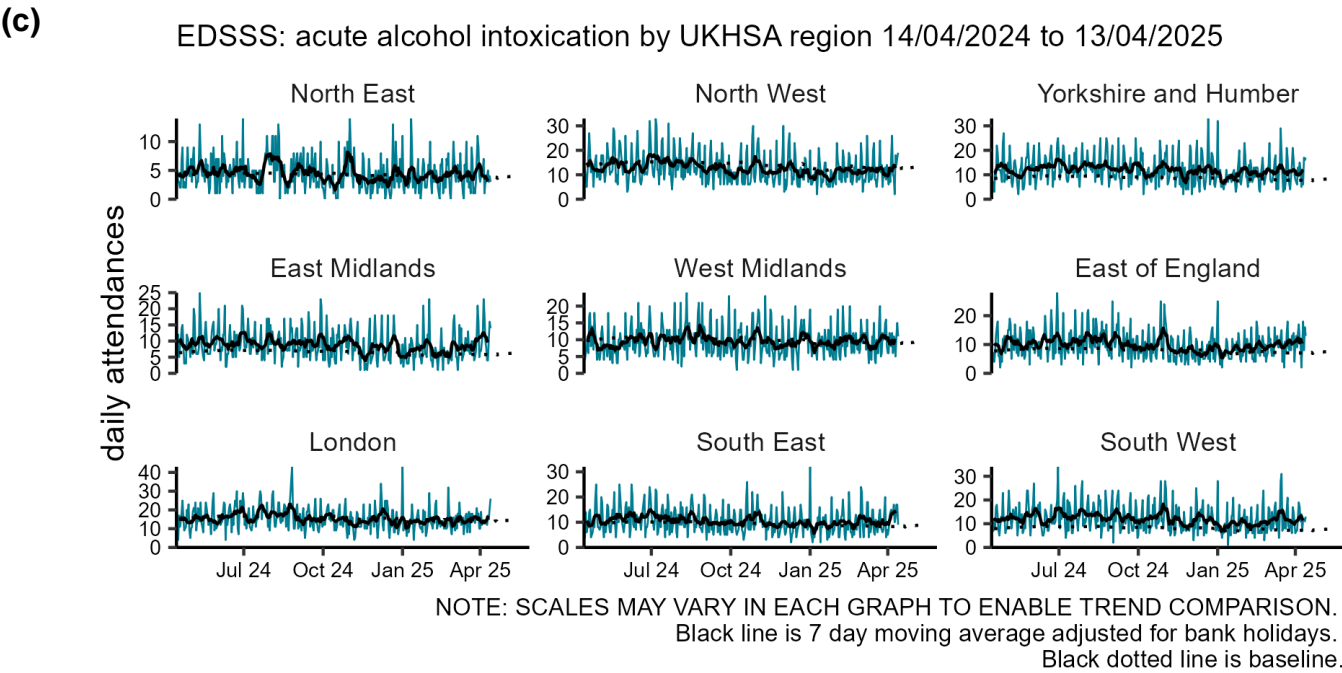 (c)
EDSSS: acute alcohol intoxication by UKHSA region 14/04/2024 to 13/04/2025
daily attendances
North East
10
5
0
North West
30
20
10
0
Yorkshire and Humber
30
20
10
0
East Midlands
25
20
15
10
5
0
West Midlands
20
15
10
5
0
East of England
20
10
0
London
40
30
20
10
0
Jul 24 Oct 24 Jan 25 Apr 25
South East
30
20
10
0
Jul 24 Oct 24 Jan 25 Apr 25
South West
30
20
10
0
Jul 24 Oct 24 Jan 25 Apr 25
NOTE: SCALES MAY VARY IN EACH GRAPH TO ENABLE TREND COMPARISON.
Black line is 7 day moving average adjusted for bank holidays.
Black dotted line is baseline.